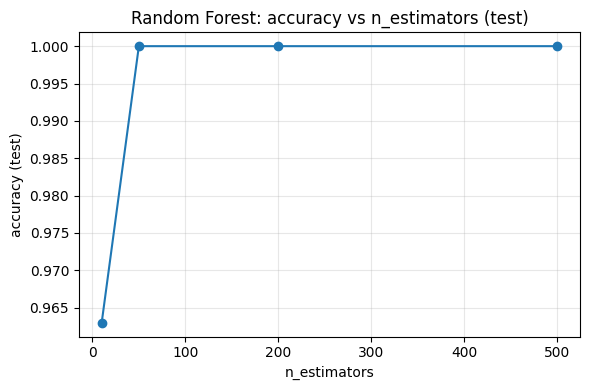 Random Forest: accuracy vs n_estimators (test)
1.000
0.995
0.990
0.985
0.980
0.975
0.970
0.965
accuracy (test)
0 100 200 300 400 500
n_estimators